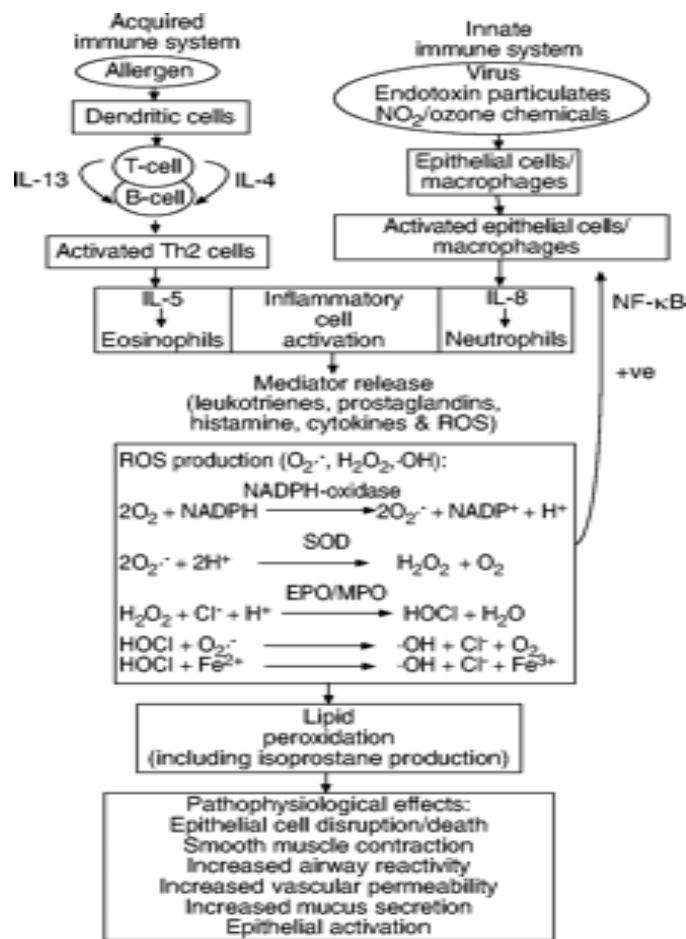 Acquired
immune system
Allergen
Dendritic cells
IL-13
T-cell
B-cell
IL-4
Activated Th2 cells
Innate
immune system
Virus
Endotoxin particulates
NO₂/ozone chemicals
Epithelial cells/
macrophages
Activated epithelial cells/
macrophages
IL-5
Eosinophils
Inflammatory
cell
activation
IL-8
Neutrophils
NF-κB
+ve
Mediator release
(leukotrienes, prostaglandins,
histamine, cytokines & ROS)
ROS production (O₂·⁻, H₂O₂,·OH):
NADPH-oxidase
2O₂ + NADPH → 2O₂·⁻ + NADP⁺ + H⁺
SOD
2O₂·⁻ + 2H⁺ → H₂O₂ + O₂
EPO/MPO
H₂O₂ + Cl⁻ + H⁺ → HOCl + H₂O
HOCl + O₂·⁻ → ·OH + Cl⁻ + O₂
HOCl + Fe²⁺ → ·OH + Cl⁻ + Fe³⁺
Lipid
peroxidation
(including isoprostane production)
Pathophysiological effects:
Epithelial cell disruption/death
Smooth muscle contraction
Increased airway reactivity
Increased vascular permeability
Increased mucus secretion
Epithelial activation